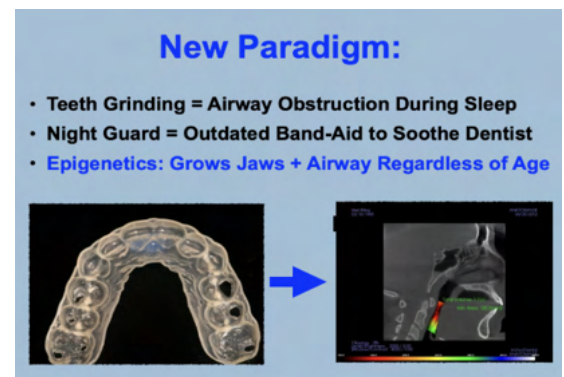 New Paradigm:
• Teeth Grinding = Airway Obstruction During Sleep
• Night Guard = Outdated Band-Aid to Soothe Dentist
• Epigenetics: Grows Jaws + Airway Regardless of Age